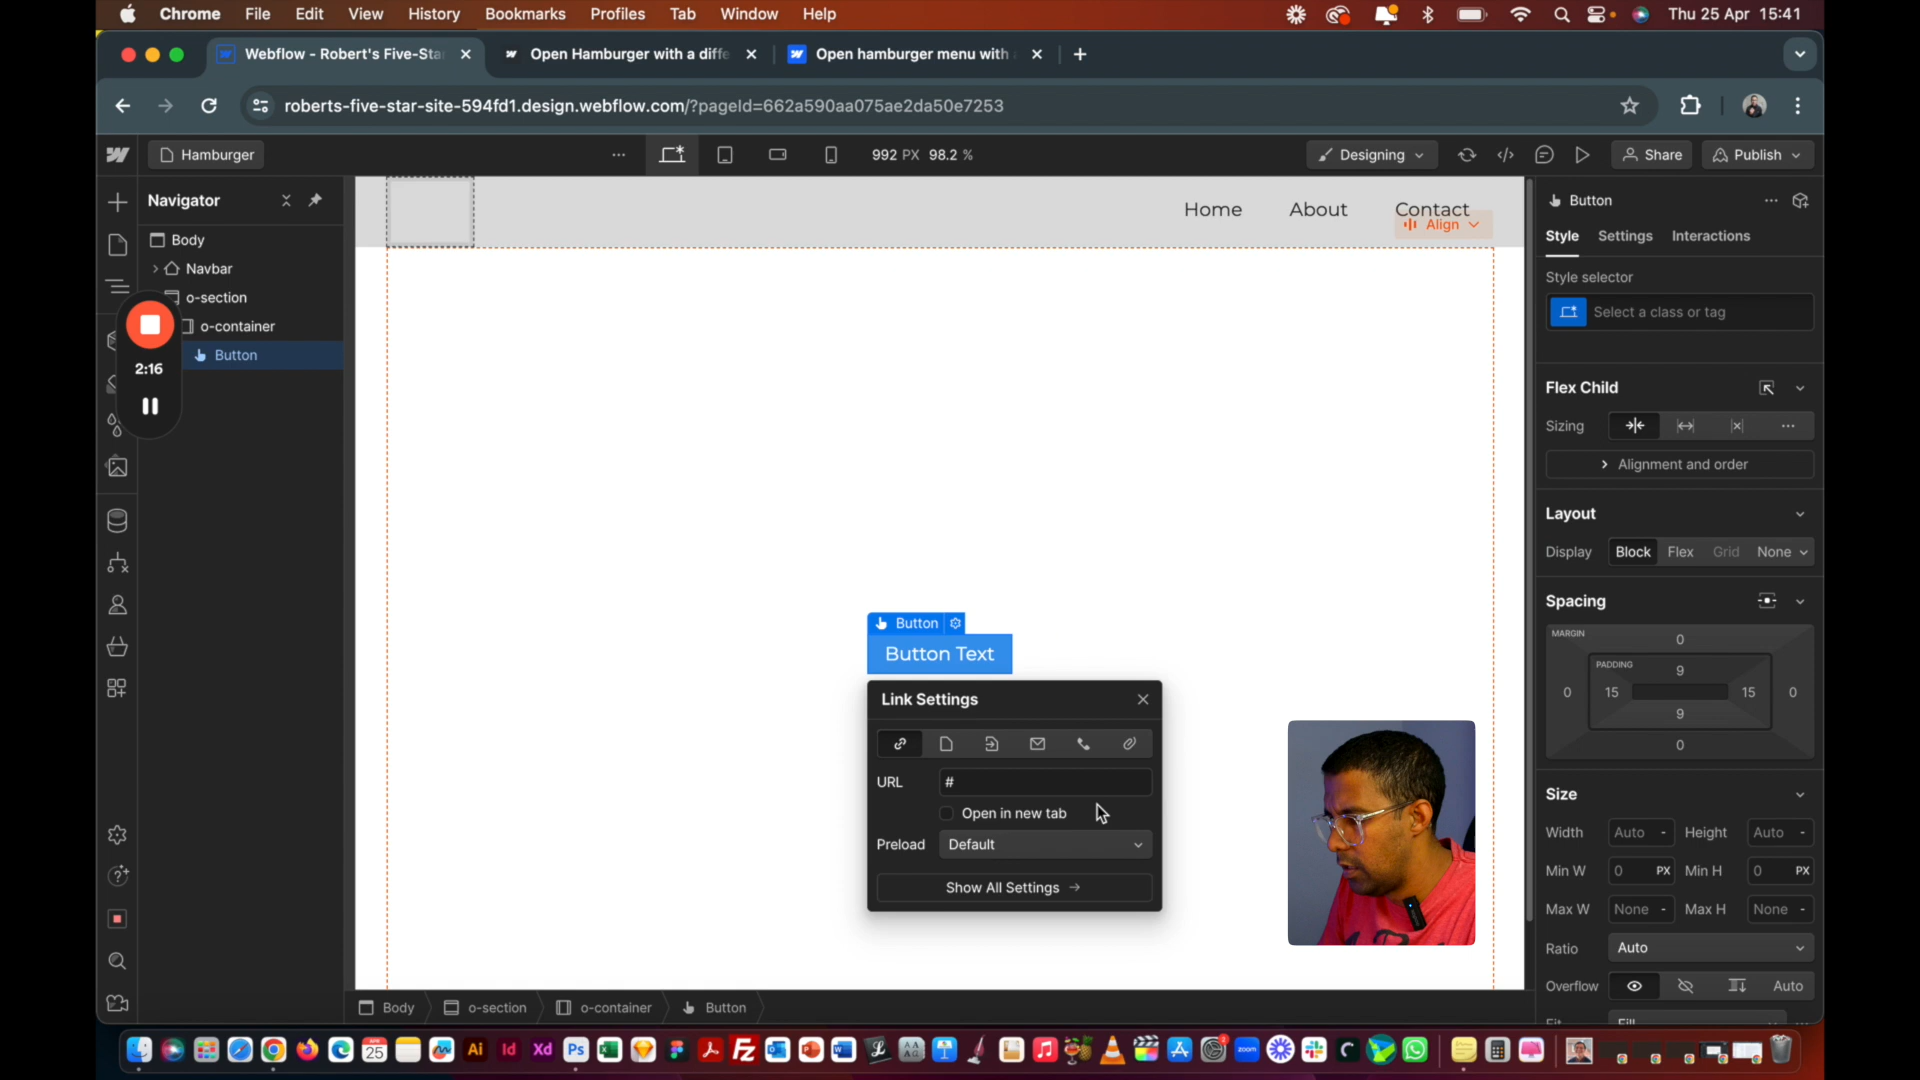 Chrome File Edit View History Bookmarks Profiles Tab Window Help Thu 25 Apr 15:41
Webflow - Robert's Five-Sta Open Hamburger with a diffe Open hamburger menu with
roberts-five-star-site-594fd1.design.webflow.com/?pageId=662a590aa075ae2da50e7253
Hamburger 992 PX 98.2 % Designing Share Publish
Navigator
Body
Navbar
o-section
o-container
Button
2:16
Home About Contact
Align
Button
Button Text
Link Settings
URL #
Open in new tab
Preload Default
Show All Settings
Button
Style Settings Interactions
Style selector
Select a class or tag
Flex Child
Sizing
Alignment and order
Layout
Display Block Flex Grid None
Spacing
MARGIN 0
PADDING 9
0 15 15 0
9
0
Size
Width Auto - Height Auto -
Min W 0 PX Min H 0 PX
Max W None - Max H None -
Ratio Auto
Overflow Auto
Body o-section o-container Button